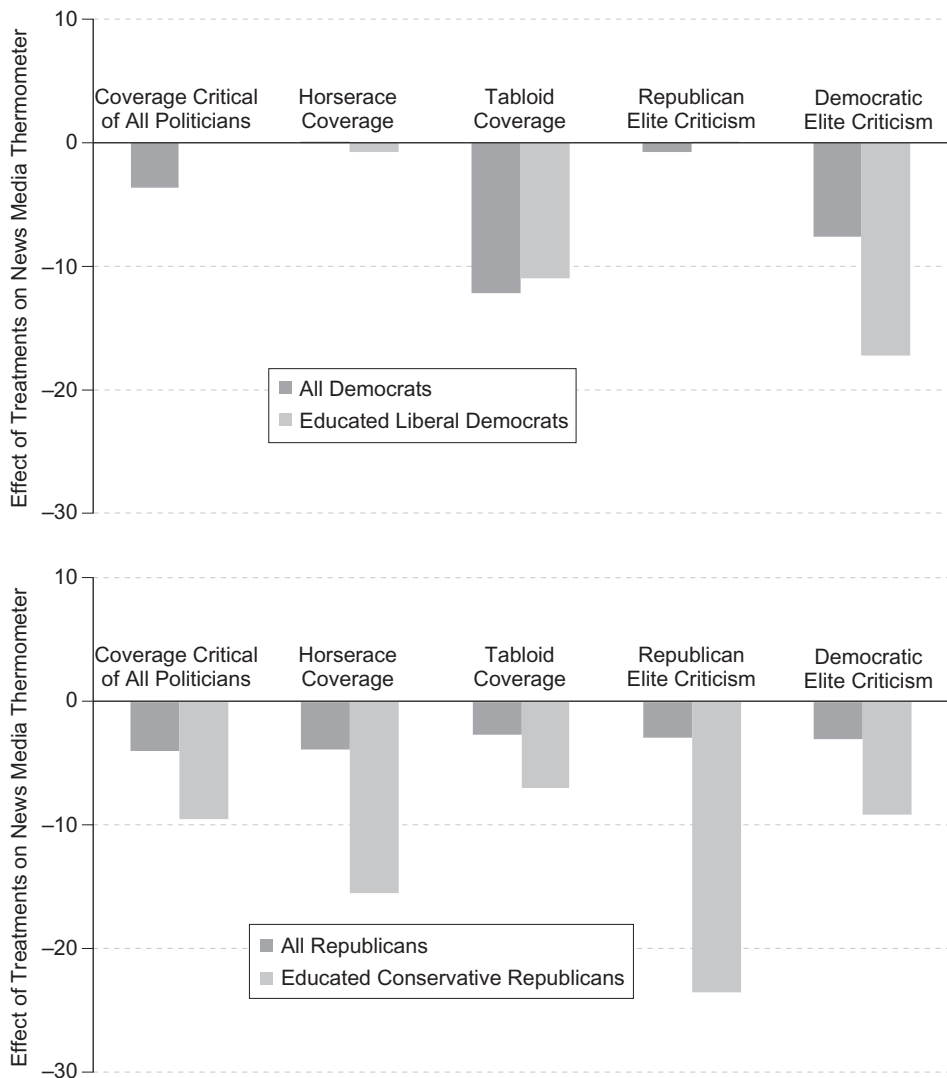 Effect of Treatments on News Media Thermometer
10
0
–10
–20
–30
Coverage Critical
of All Politicians
Horserace
Coverage
Tabloid
Coverage
Republican
Elite Criticism
Democratic
Elite Criticism
All Democrats
Educated Liberal Democrats
Effect of Treatments on News Media Thermometer
10
0
–10
–20
–30
Coverage Critical
of All Politicians
Horserace
Coverage
Tabloid
Coverage
Republican
Elite Criticism
Democratic
Elite Criticism
All Republicans
Educated Conservative Republicans